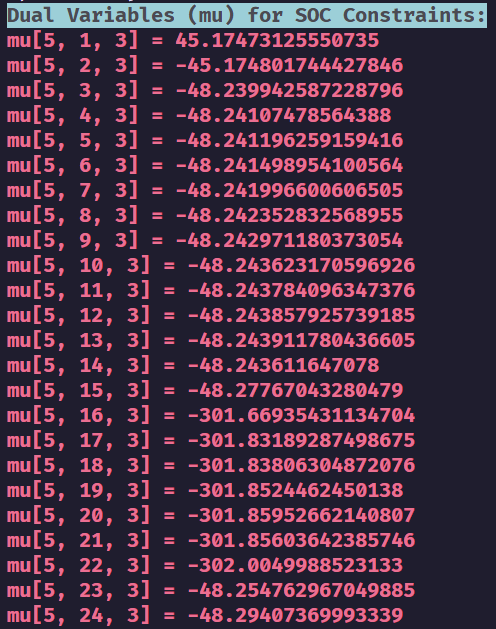 Dual Variables (mu) for SOC Constraints:
mu[5, 1, 3] = 45.17473125550735
mu[5, 2, 3] = -45.174801744427846
mu[5, 3, 3] = -48.239942587228796
mu[5, 4, 3] = -48.24107478564388
mu[5, 5, 3] = -48.241196259159416
mu[5, 6, 3] = -48.241498954100564
mu[5, 7, 3] = -48.241996600606505
mu[5, 8, 3] = -48.242352832568955
mu[5, 9, 3] = -48.242971180373054
mu[5, 10, 3] = -48.243623170596926
mu[5, 11, 3] = -48.243784096347376
mu[5, 12, 3] = -48.243857925739185
mu[5, 13, 3] = -48.243911780436605
mu[5, 14, 3] = -48.243611647078
mu[5, 15, 3] = -48.27767043280479
mu[5, 16, 3] = -301.66935431134704
mu[5, 17, 3] = -301.83189287498675
mu[5, 18, 3] = -301.83806304872076
mu[5, 19, 3] = -301.8524462450138
mu[5, 20, 3] = -301.85952662140807
mu[5, 21, 3] = -301.85603642385746
mu[5, 22, 3] = -302.0049988523133
mu[5, 23, 3] = -48.254762967049885
mu[5, 24, 3] = -48.29407369993339